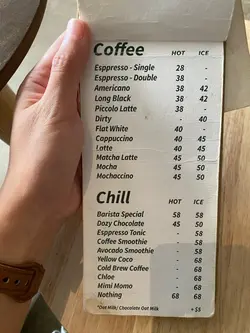 Coffee HOT ICE
Esppresso - Single 28 -
Esppresso - Double 38 -
Americano 38 42
Long Black 38 42
Piccolo Latte 38 -
Dirty - 40
Flat White 40 -
Cappuccino 40 45
Latte 40 45
Matcha Latte 45 50
Mocha 45 50
Mochaccino 45 50
Chill HOT ICE
Barista Special 58 58
Dozy Chocolate 45 50
Esppresso Tonic - 58
Coffee Smoothie - 58
Avocado Smoothie - 58
Yellow Coco - 68
Cold Brew Coffee - 68
Chloe - 68
Mimi Momo - 68
Nothing 68 68
*Oat Milk/ Chocolate Oat Milk + $6